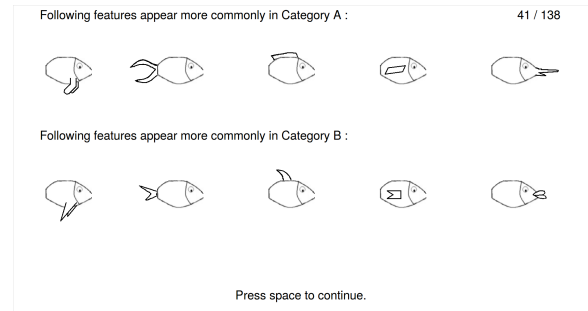 Following features appear more commonly in Category A :
41 / 138
Following features appear more commonly in Category B :
Press space to continue.